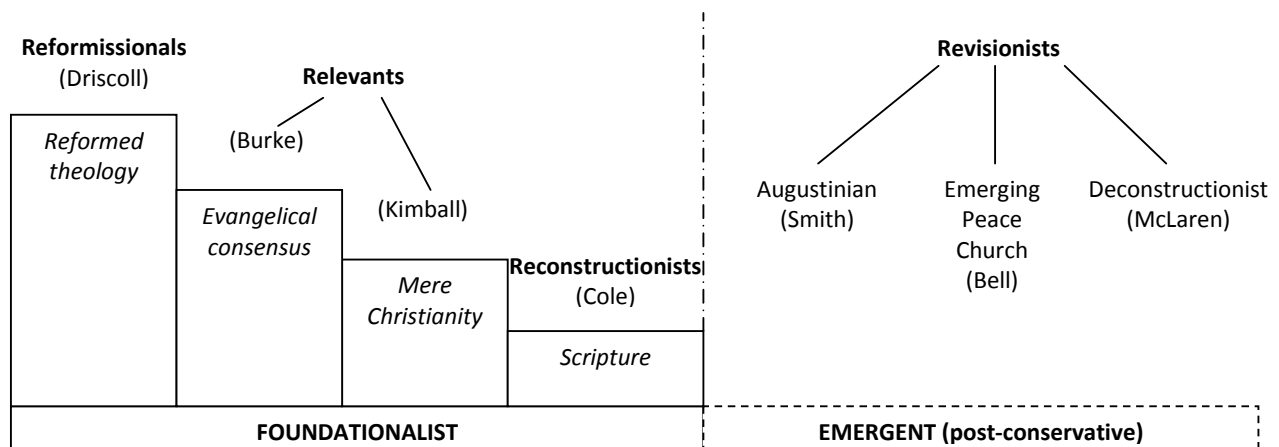 Reformissionals
(Driscoll)
Relevants
(Burke)
(Kimball)
Reformed
theology
Evangelical
consensus
Mere
Christianity
Reconstructionists
(Cole)
Scripture
FOUNDATIONALIST
Revisionists
Augustinian
(Smith)
Emerging
Peace
Church
(Bell)
Deconstructionist
(McLaren)
EMERGENT (post-conservative)